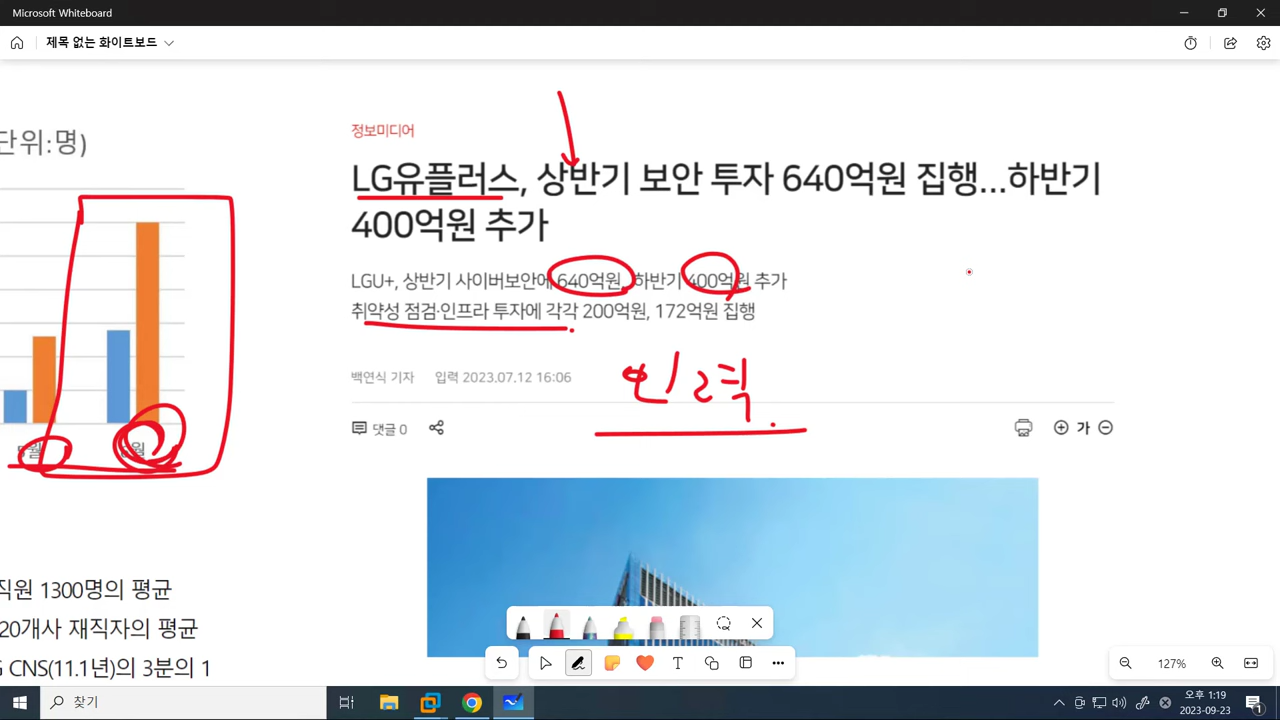 Microsoft Whiteboard
제목 없는 화이트보드
단위:명)
5월
직원 1300명의 평균
20개사 재직자의 평균
G CNS(11.1년)의 3분의 1
정보미디어
LG유플러스, 상반기 보안 투자 640억원 집행...하반기
400억원 추가
LGU+, 상반기 사이버보안에 640억원, 하반기 400억원 추가
취약성 점검·인프라 투자에 각각 200억원, 172억원 집행
인력
백연식 기자 입력 2023.07.12 16:06
댓글 0
가
127%
찾기
오후 1:19
2023-09-23
1